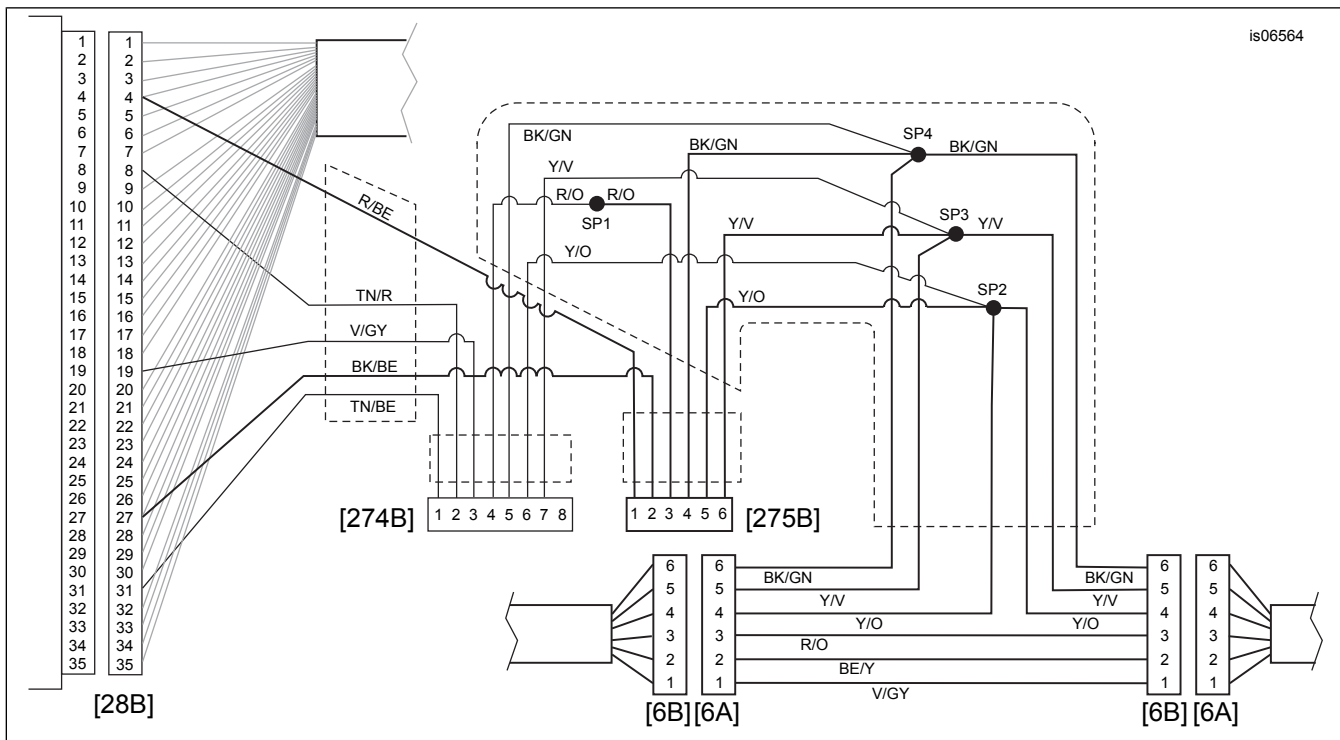 is06564
1 1
2 2
3 3
4 4
5 5
6 6
7 7
8 8
9 9
10 10
11 11
12 12
13 13
14 14
15 15
16 16
17 17
18 18
19 19
20 20
21 21
22 22
23 23
24 24
25 25
26 26
27 27
28 28
29 29
30 30
31 31
32 32
33 33
34 34
35 35
[28B]
R/BE
TN/R
V/GY
BK/BE
TN/BE
BK/GN
BK/GN
SP4
BK/GN
Y/V
R/O
R/O
SP1
Y/V
SP3
Y/V
Y/O
Y/O
SP2
[274B]
1 2 3 4 5 6 7 8
1 2 3 4 5 6
[275B]
6 6
5 5
4 4
3 3
2 2
1 1
[6B] [6A]
BK/GN
Y/V
Y/O
R/O
BE/Y
V/GY
BK/GN
Y/V
Y/O
6 6
5 5
4 4
3 3
2 2
1 1
[6B] [6A]